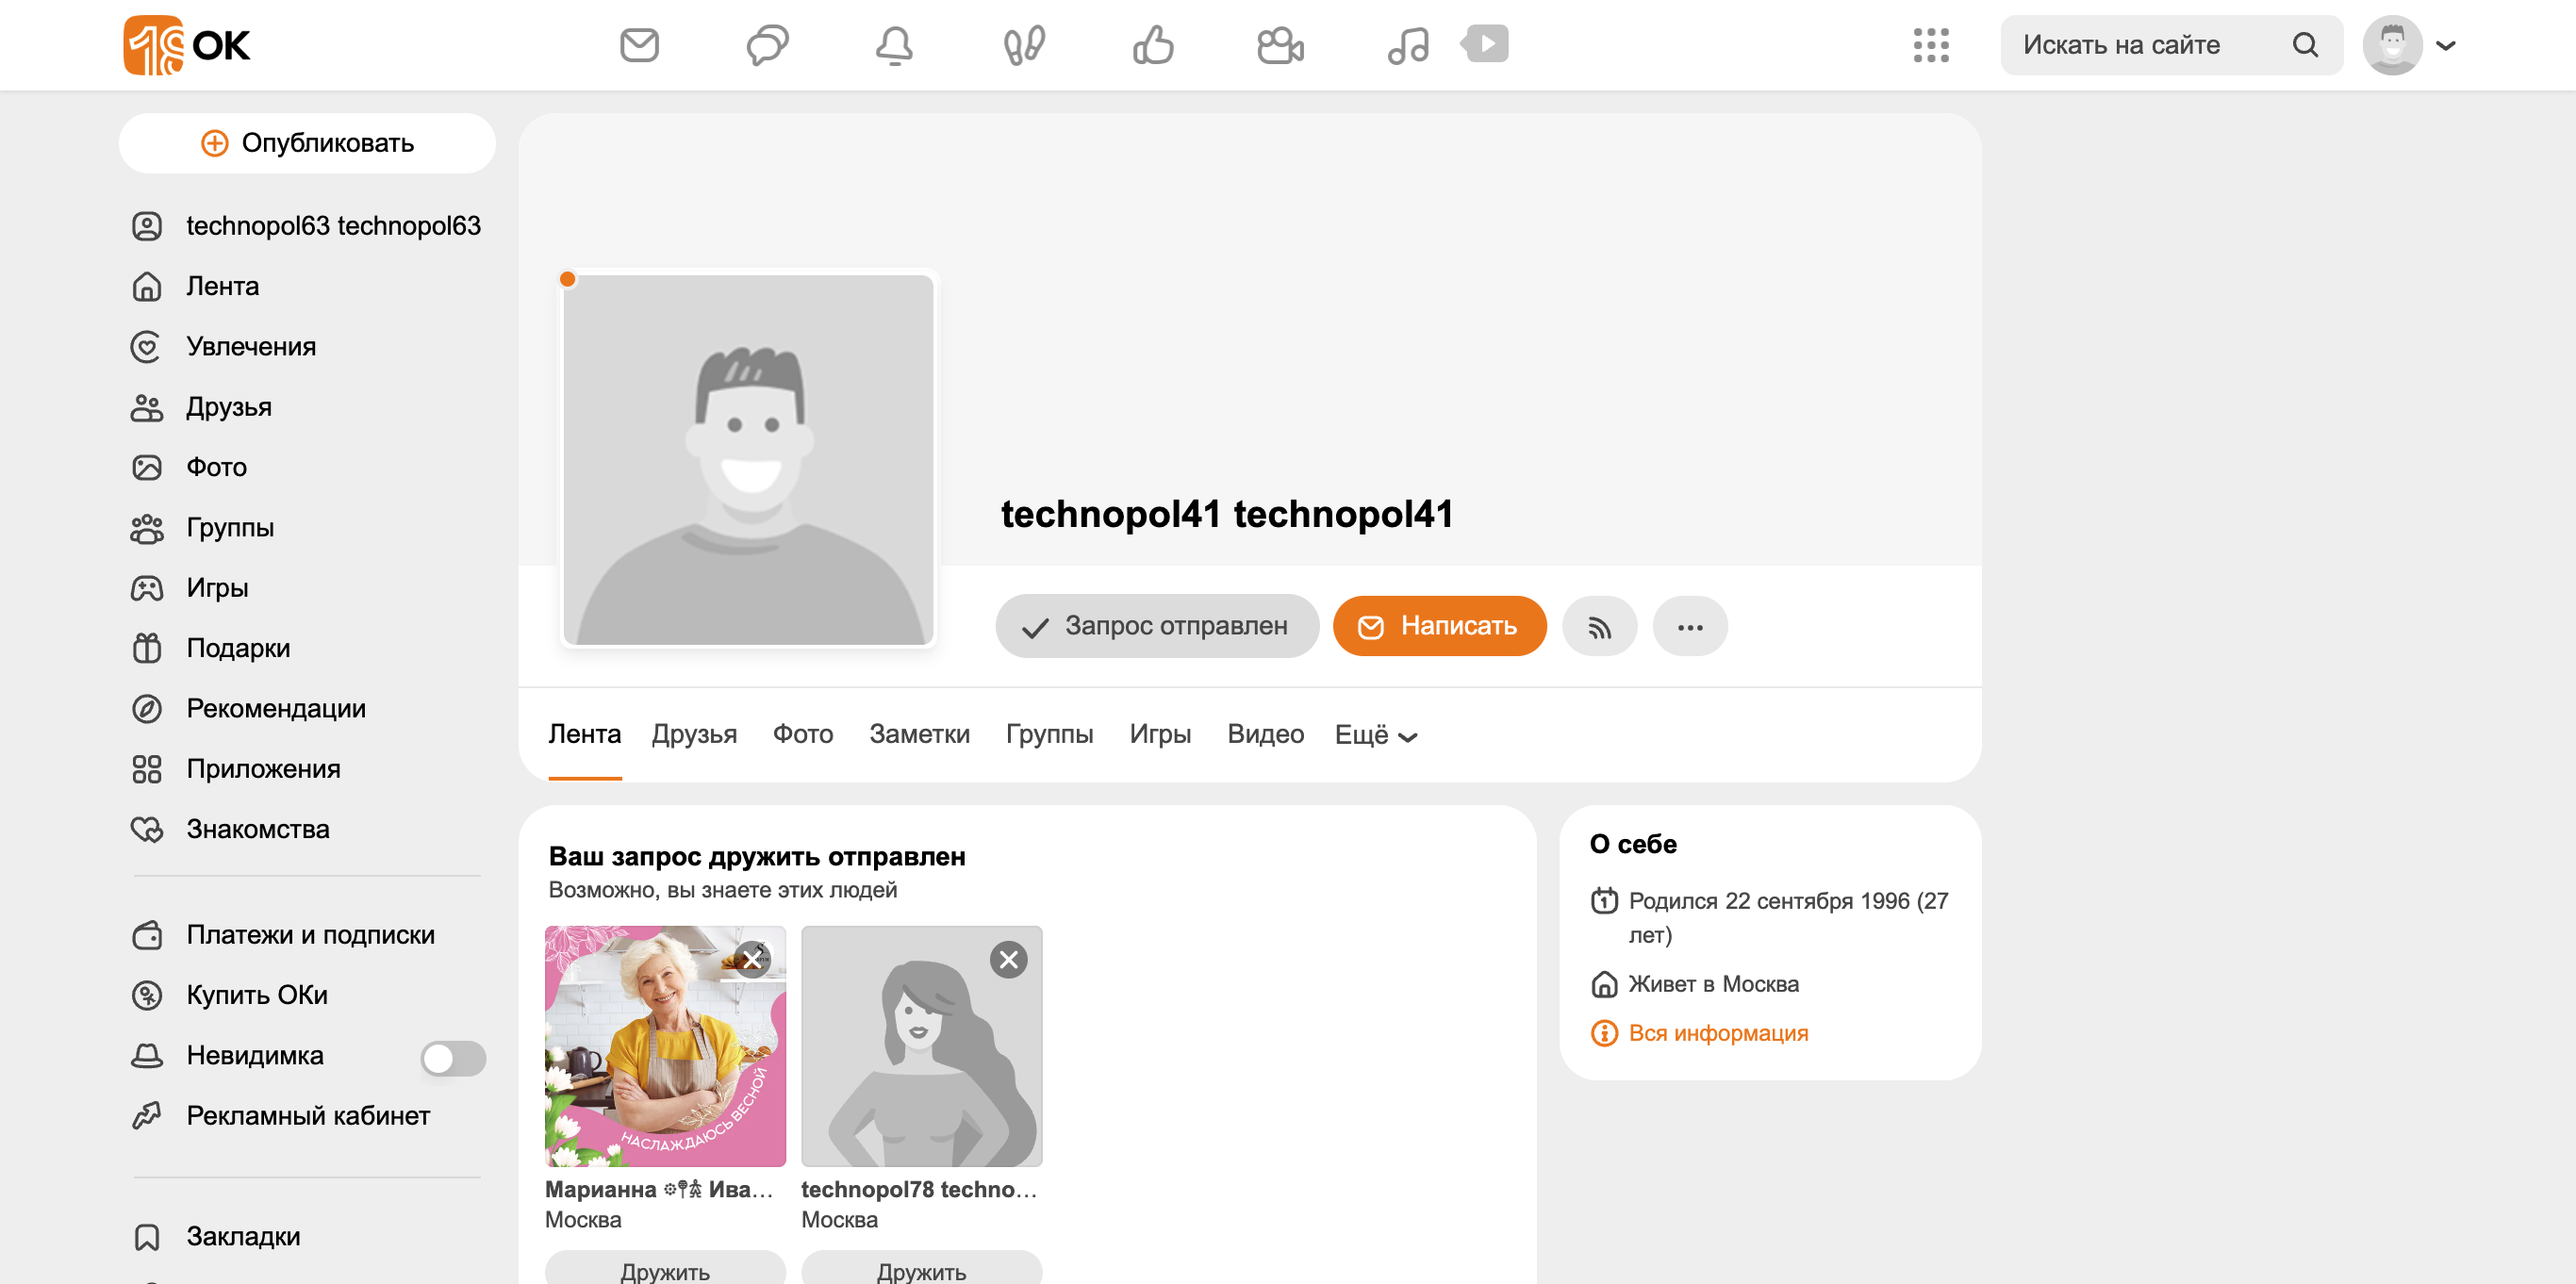 18 ОК
Искать на сайте
Опубликовать
technopol63 technopol63
Лента
Увлечения
Друзья
Фото
Группы
Игры
Подарки
Рекомендации
Приложения
Знакомства
Платежи и подписки
Купить ОКи
Невидимка
Рекламный кабинет
Закладки
technopol41 technopol41
Запрос отправлен
Написать
Лента Друзья Фото Заметки Группы Игры Видео Ещё
Ваш запрос дружить отправлен
Возможно, вы знаете этих людей
НАСЛАЖДАЮСЬ ВЕСНОЙ
Марианна Ива...
Москва
Дружить
technopol78 techno...
Москва
Дружить
О себе
Родился 22 сентября 1996 (27
лет)
Живет в Москва
Вся информация